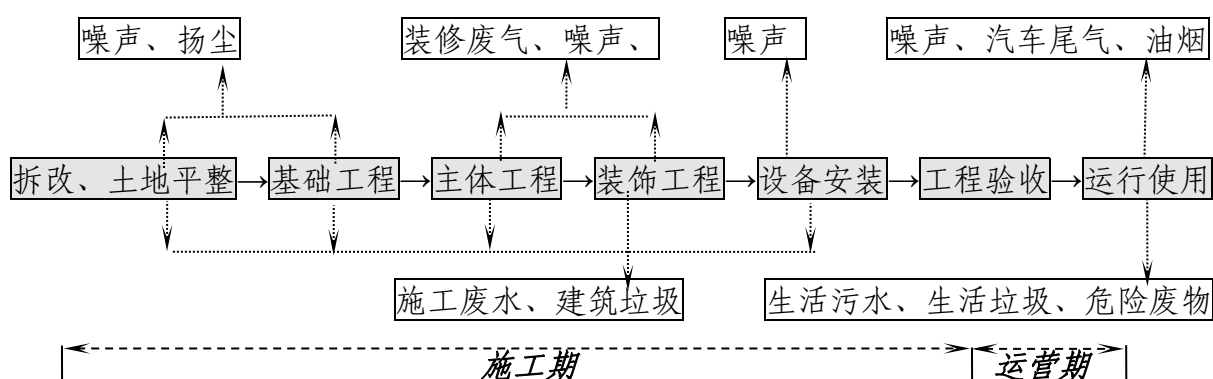 噪声、扬尘
装修废气、噪声、
噪声
噪声、汽车尾气、油烟
拆改、土地平整→基础工程→主体工程→装饰工程→设备安装→工程验收→运行使用
施工废水、建筑垃圾
生活污水、生活垃圾、危险废物
施工期
运营期